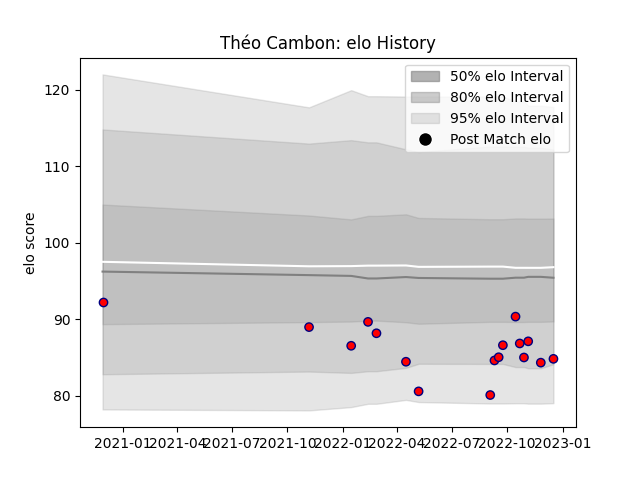 Théo Cambon: elo History
50% elo Interval
80% elo Interval
95% elo Interval
Post Match elo
elo score
120
110
100
90
80
2021-01 2021-04 2021-07 2021-10 2022-01 2022-04 2022-07 2022-10 2023-01